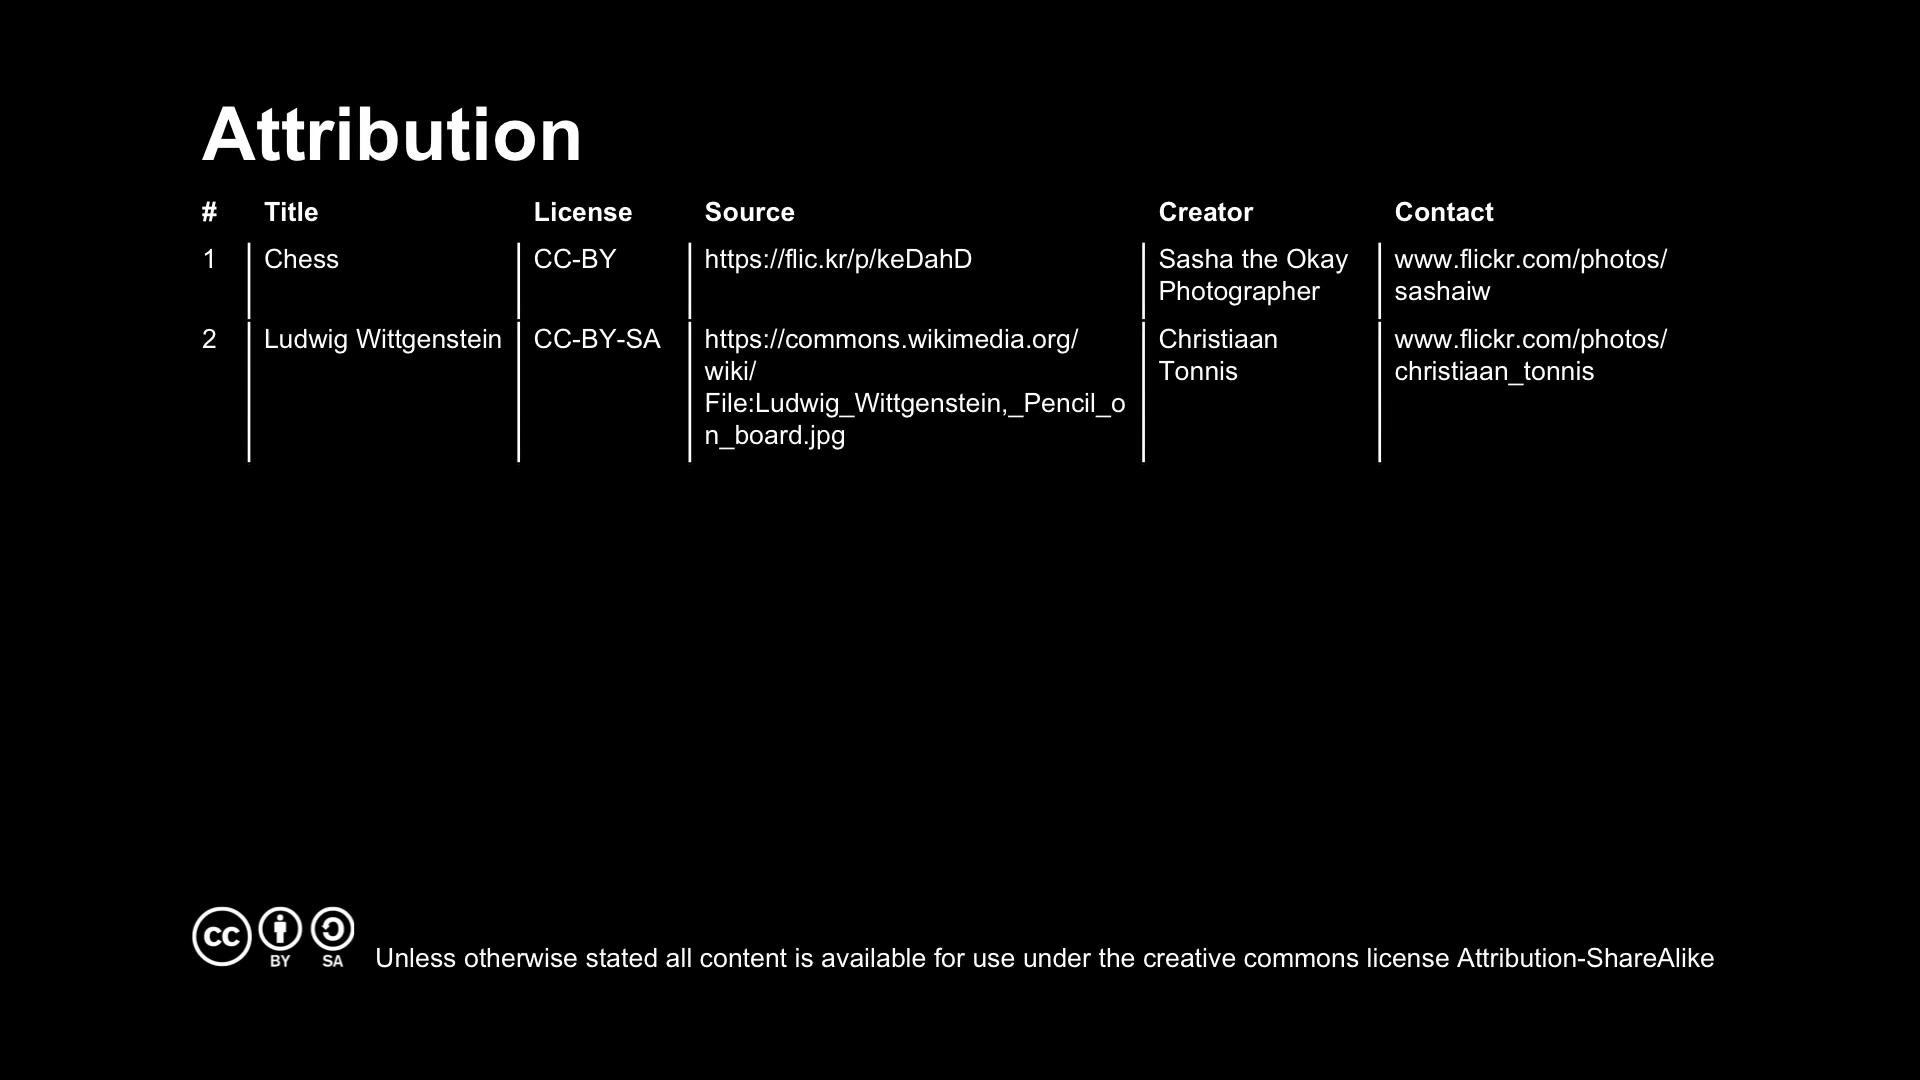 Attribution
# Title License Source Creator Contact
1 Chess CC-BY https://flic.kr/p/keDahD Sasha the Okay www.flickr.com/photos/
Photographer sashaiw
2 Ludwig Wittgenstein CC-BY-SA https://commons.wikimedia.org/ Christiaan www.flickr.com/photos/
wiki/ Tonnis christiaan_tonnis
File:Ludwig_Wittgenstein,_Pencil_o
n_board.jpg
cc BY SA Unless otherwise stated all content is available for use under the creative commons license Attribution-ShareAlike